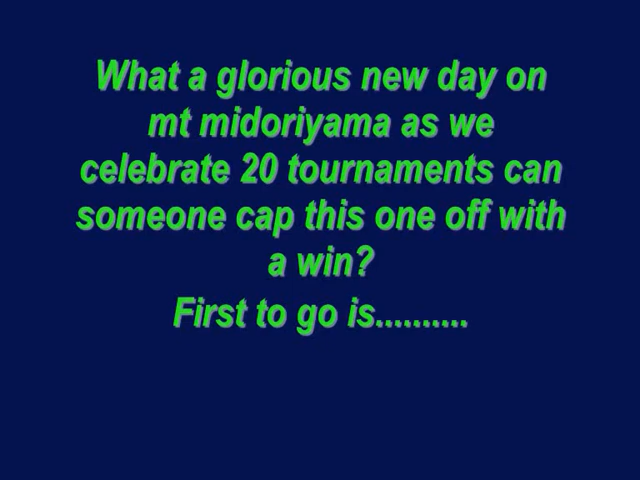 What a glorious new day on
mt midoriyama as we
celebrate 20 tournaments can
someone cap this one off with
a win?
First to go is..........